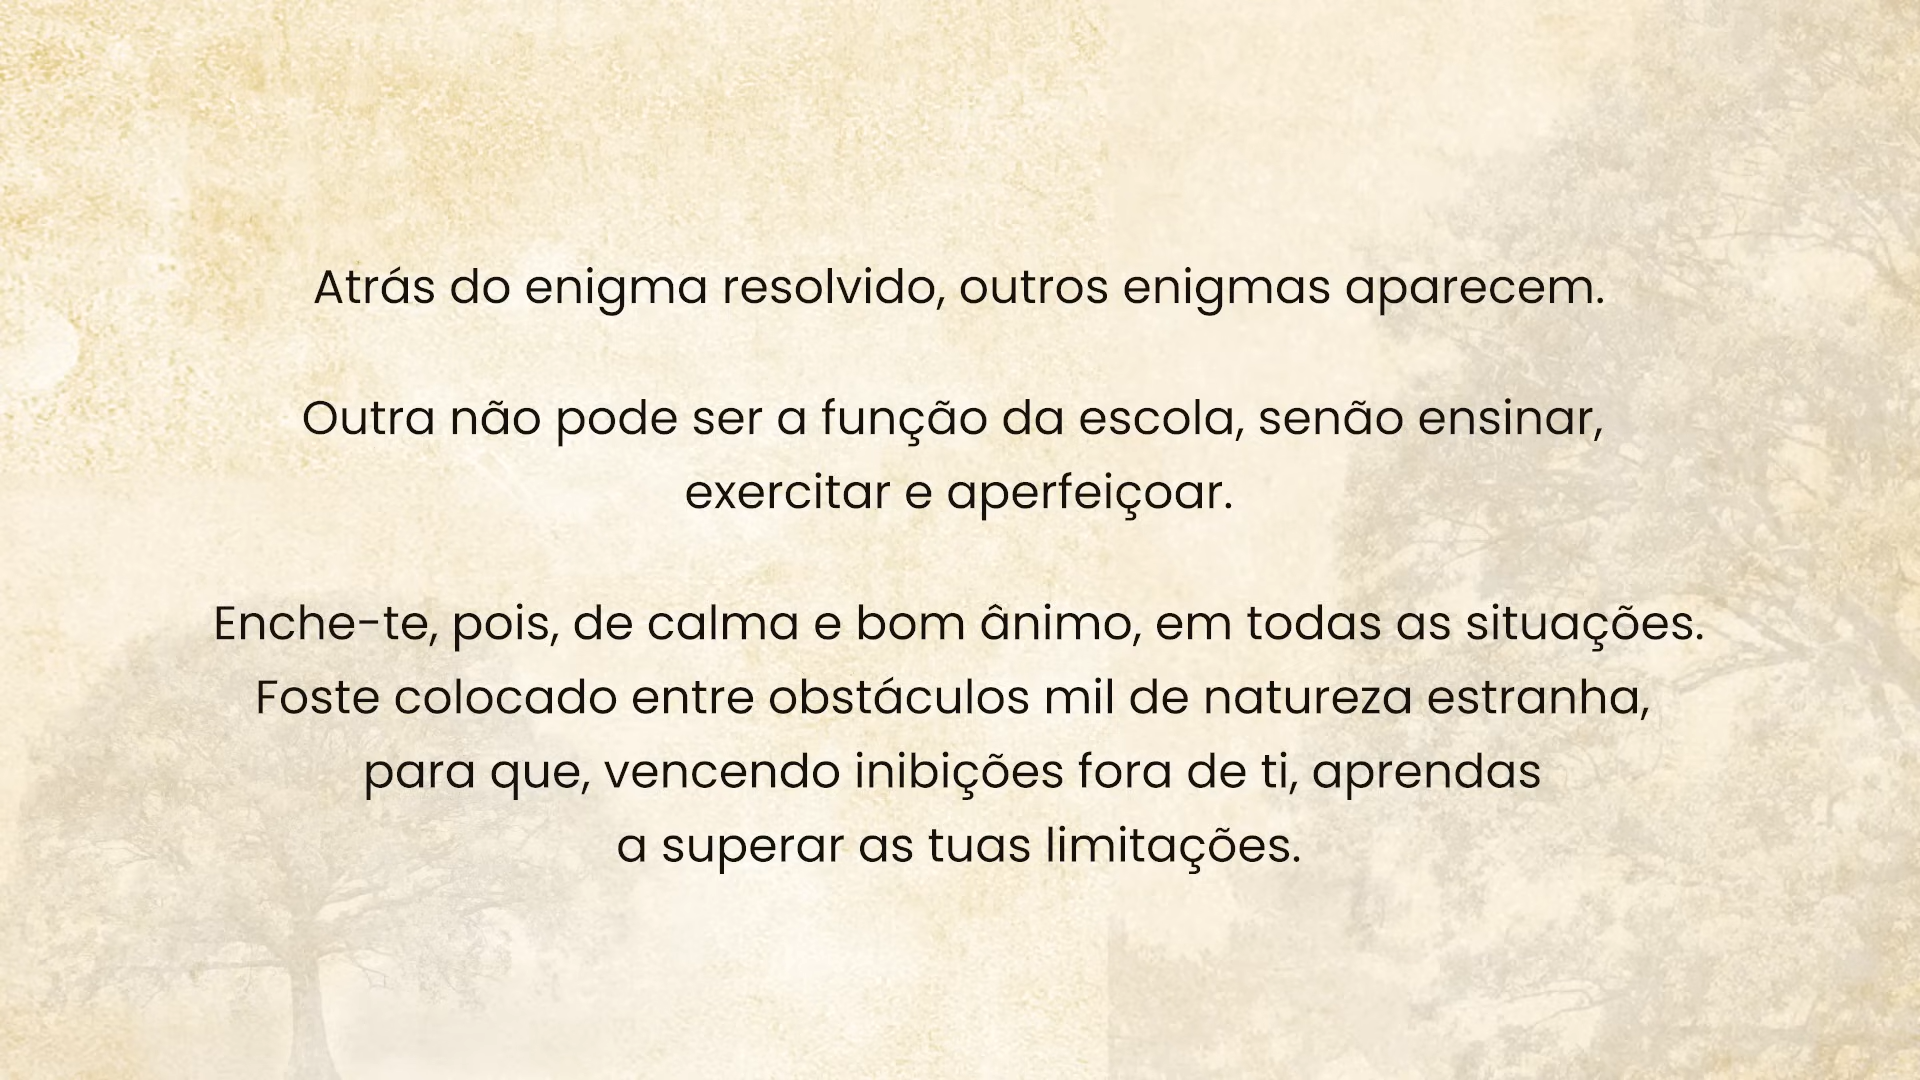 Atrás do enigma resolvido, outros enigmas aparecem.
Outra não pode ser a função da escola, senão ensinar,
exercitar e aperfeiçoar.
Enche-te, pois, de calma e bom ânimo, em todas as situações.
Foste colocado entre obstáculos mil de natureza estranha,
para que, vencendo inibições fora de ti, aprendas
a superar as tuas limitações.